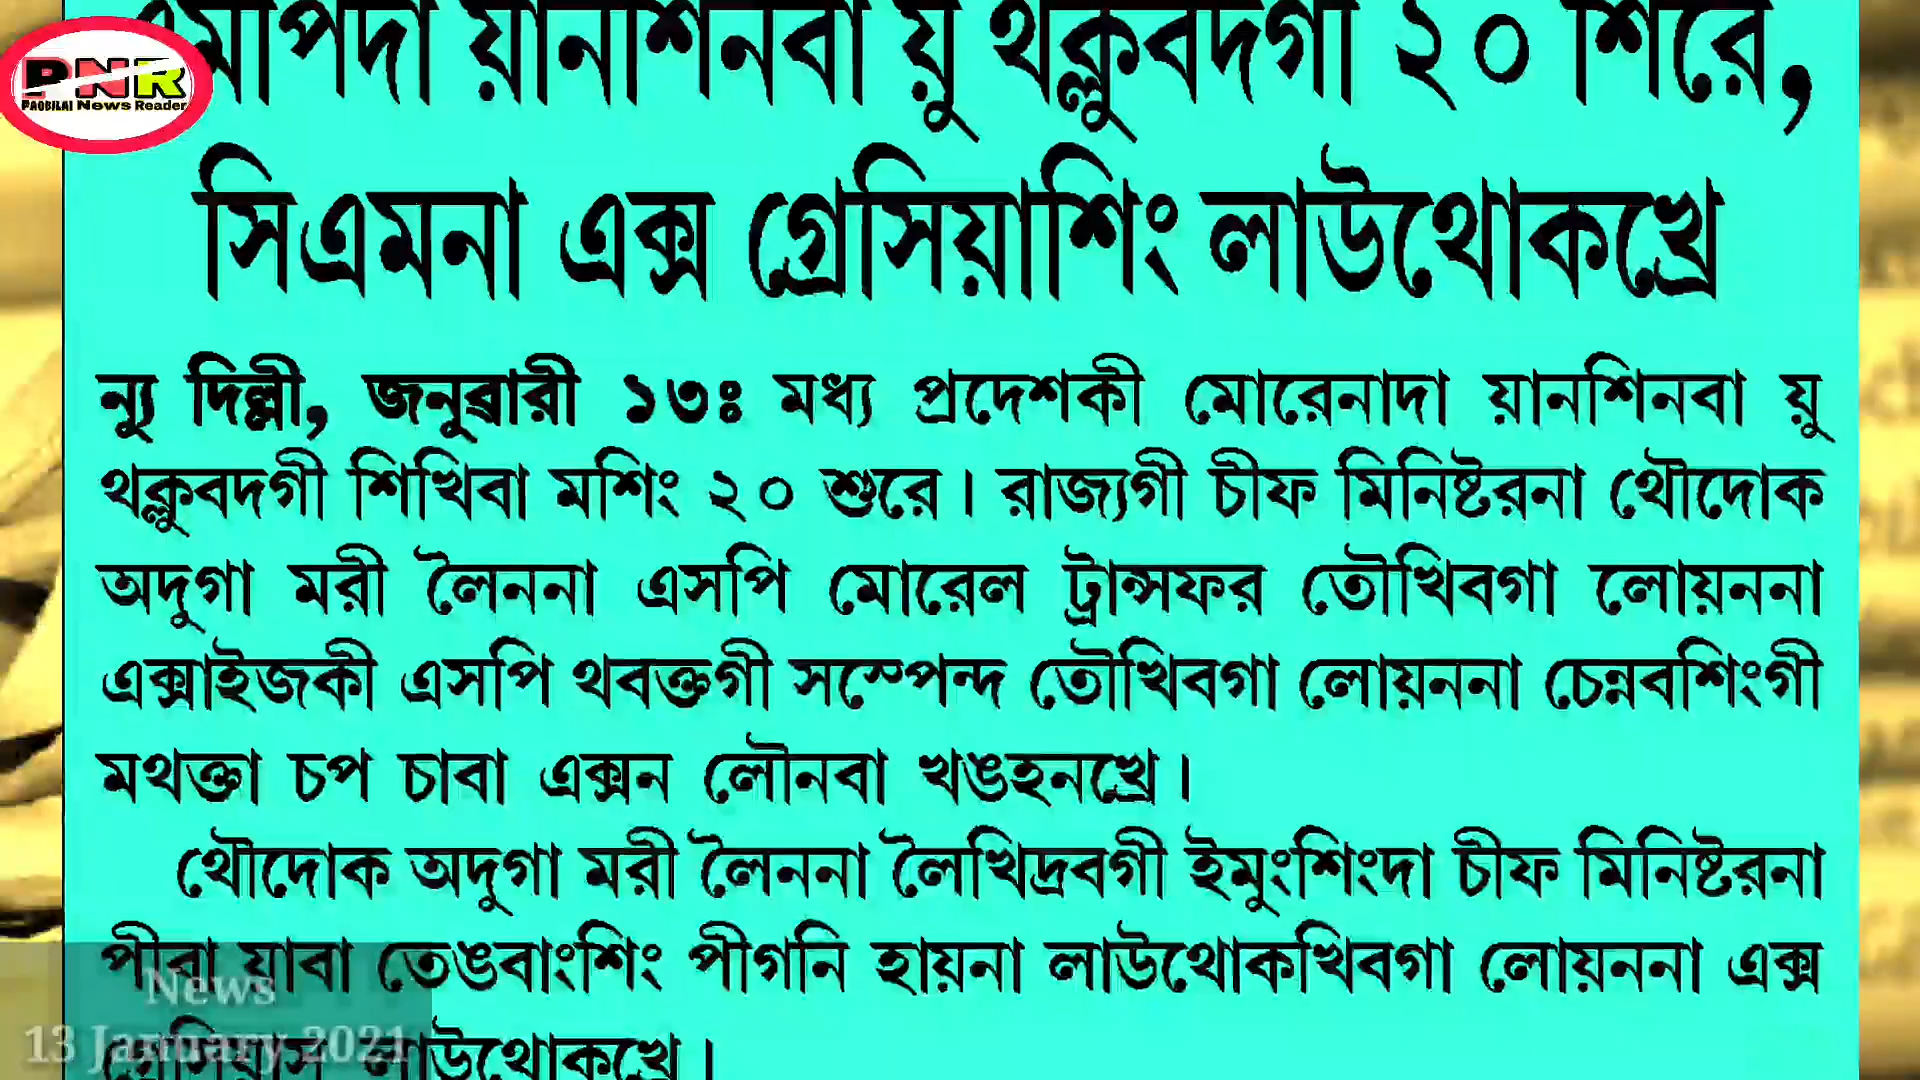 এমপিদা য়ানশিনবা য়ু থক্লুবদগী ২০ শিরে,
PNR
PAOBILAI News Reader
সিএমনা এক্স গ্রেসিয়াশিং লাউথোকখ্রে
ন্যু দিল্লী, জনুৱারী ১৩ঃ মধ্য প্রদেশকী মোরেনাদা য়ানশিনবা য়ু
থক্লুবদগী শিখিবা মশিং ২০ শুরে। রাজ্যগী চীফ মিনিষ্টরনা থৌদোক
অদুগা মরী লৈননা এসপি মোরেল ট্রান্সফর তৌখিবগা লোয়ননা
এক্সাইজকী এসপি থবক্তগী সস্পেন্দ তৌখিবগা লোয়ননা চেন্নবশিংগী
মথক্তা চপ চাবা এক্সন লৌনবা খঙহনখ্রে।
থৌদোক অদুগা মরী লৈননা লৈখিদ্রবগী ইমুংশিংদা চীফ মিনিষ্টরনা
পীবা যাবা তেঙবাংশিং পীগনি হায়না লাউথোকখিবগা লোয়ননা এক্স
লাউথোকখ্রে।
News
13 January 2021